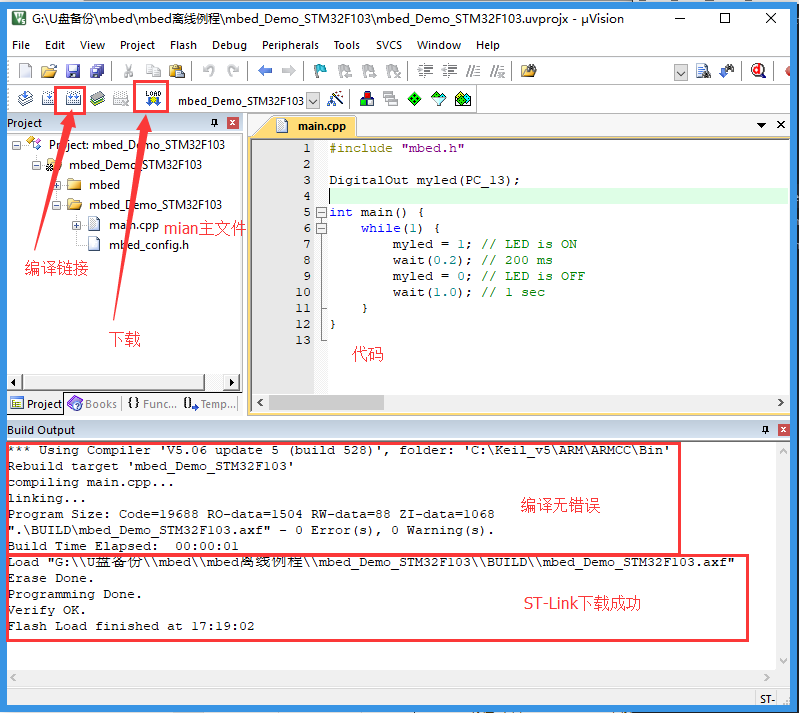 G:\U盘备份\mbed\mbed离线例程\mbed_Demo_STM32F103\mbed_Demo_STM32F103.uvprojx - µVision
File Edit View Project Flash Debug Peripherals Tools SVCS Window Help
LOAD
mbed_Demo_STM32F103
Project
main.cpp
Project: mbed_Demo_STM32F103
mbed_Demo_STM32F103
mbed
mbed_Demo_STM32F103
main.cpp
mian主文件
mbed_config.h
编译链接
下载
1 #include "mbed.h"
2
3 DigitalOut myled(PC_13);
4
5 int main() {
6 while(1) {
7 myled = 1; // LED is ON
8 wait(0.2); // 200 ms
9 myled = 0; // LED is OFF
10 wait(1.0); // 1 sec
11 }
12 }
13
代码
Project Books {} Func... {} Temp...
Build Output
*** Using Compiler 'V5.06 update 5 (build 528)', folder: 'C:\Keil_v5\ARM\ARMCC\Bin'
Rebuild target 'mbed_Demo_STM32F103'
compiling main.cpp...
linking...
Program Size: Code=19688 RO-data=1504 RW-data=88 ZI-data=1068
".\BUILD\mbed_Demo_STM32F103.axf" - 0 Error(s), 0 Warning(s).
Build Time Elapsed: 00:00:01
编译无错误
Load "G:\\U盘备份\\mbed\\mbed离线例程\\mbed_Demo_STM32F103\\BUILD\\mbed_Demo_STM32F103.axf"
Erase Done.
Programming Done.
Verify OK.
Flash Load finished at 17:19:02
ST-Link下载成功
ST-